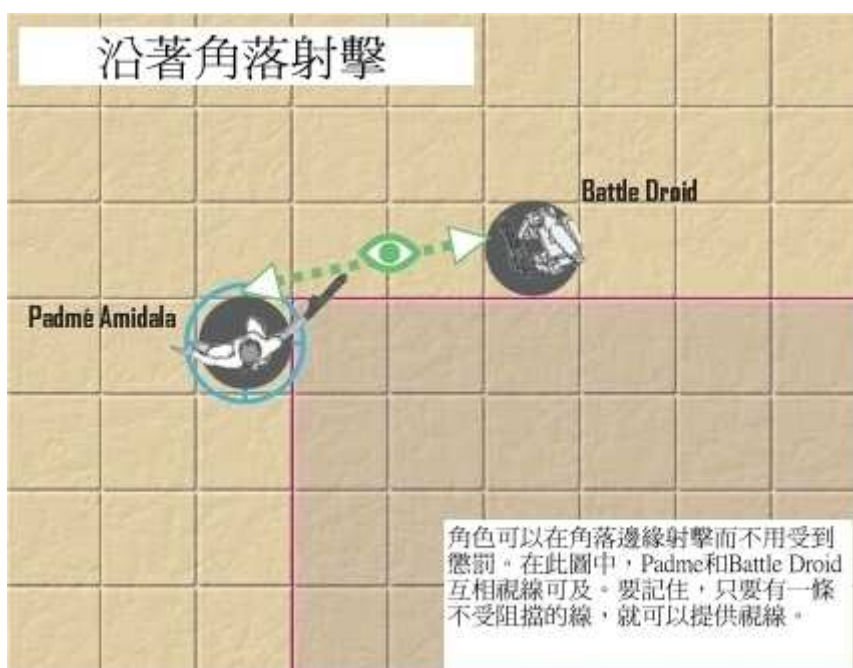 沿著角落射擊
Battle Droid
Padmé Amidala
角色可以在角落邊緣射擊而不用受到
懲罰。在此圖中，Padme和Battle Droid
互相視線可及。要記住，只要有一條
不受阻擋的線，就可以提供視線。